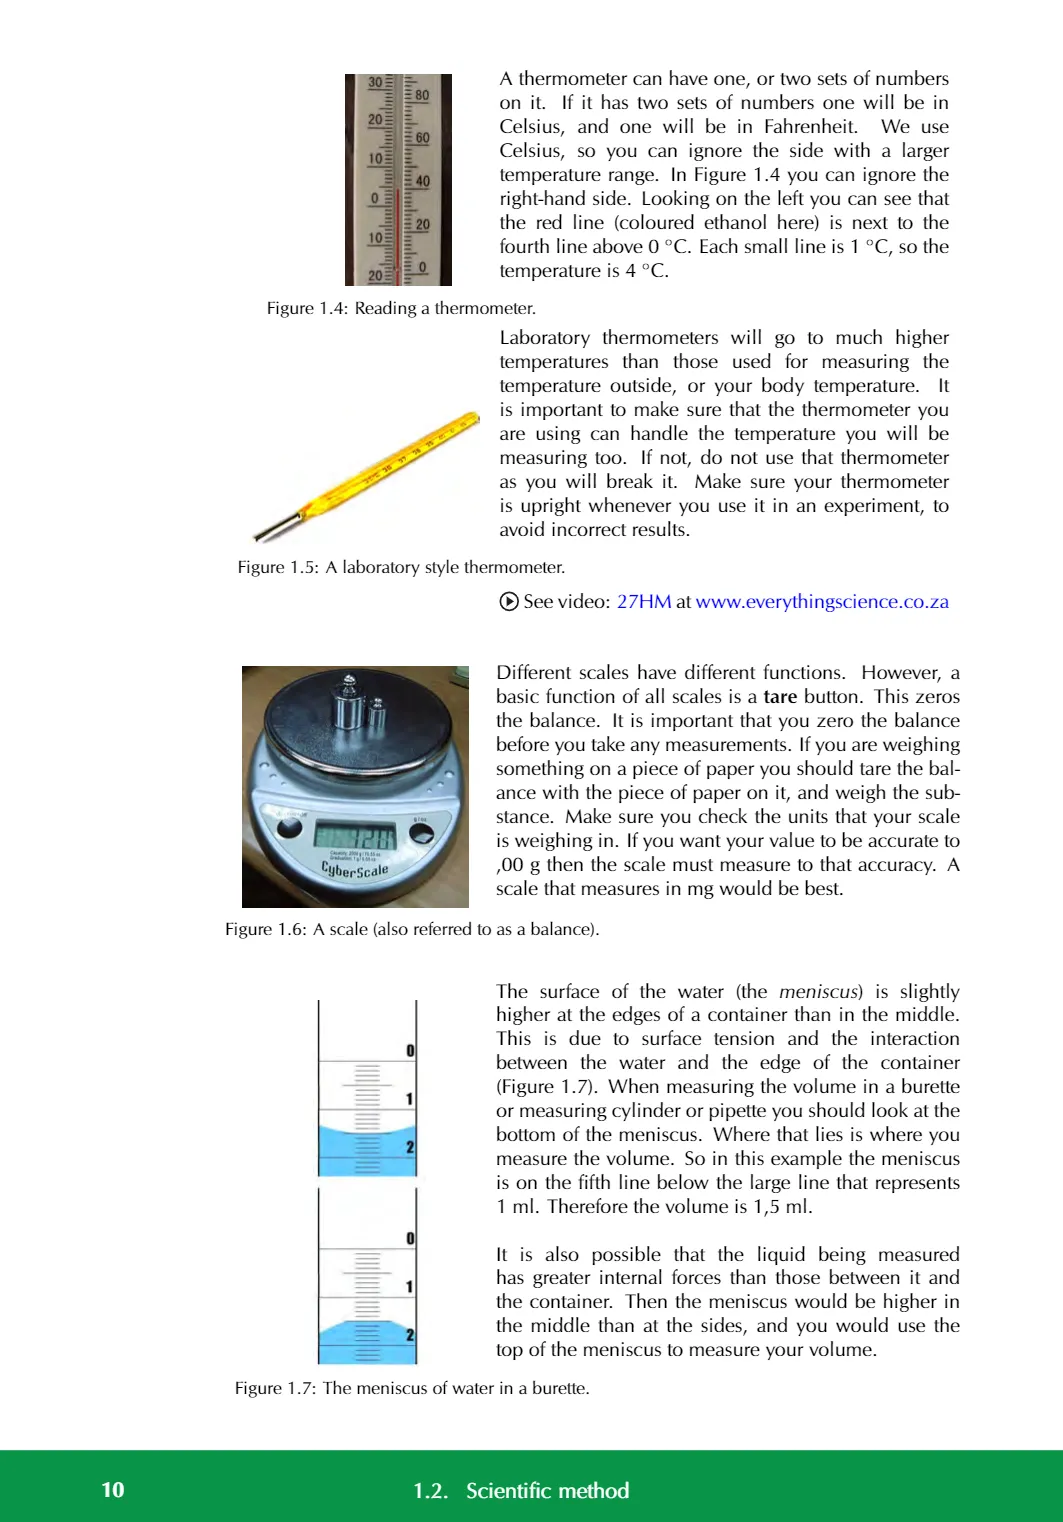 A thermometer can have one, or two sets of numbers
on it. If it has two sets of numbers one will be in
Celsius, and one will be in Fahrenheit. We use
Celsius, so you can ignore the side with a larger
temperature range. In Figure 1.4 you can ignore the
right-hand side. Looking on the left you can see that
the red line (coloured ethanol here) is next to the
fourth line above 0 °C. Each small line is 1 °C, so the
temperature is 4 °C.
30
80
20
60
10
40
0
20
10
0
20
Figure 1.4: Reading a thermometer.
Laboratory thermometers will go to much higher
temperatures than those used for measuring the
temperature outside, or your body temperature. It
is important to make sure that the thermometer you
are using can handle the temperature you will be
measuring too. If not, do not use that thermometer
as you will break it. Make sure your thermometer
is upright whenever you use it in an experiment, to
avoid incorrect results.
Figure 1.5: A laboratory style thermometer.
See video: 27HM at www.everythingscience.co.za
Different scales have different functions. However, a
basic function of all scales is a tare button. This zeros
the balance. It is important that you zero the balance
before you take any measurements. If you are weighing
something on a piece of paper you should tare the bal-
ance with the piece of paper on it, and weigh the sub-
stance. Make sure you check the units that your scale
is weighing in. If you want your value to be accurate to
,00 g then the scale must measure to that accuracy. A
scale that measures in mg would be best.
CyberScale
Figure 1.6: A scale (also referred to as a balance).
The surface of the water (the meniscus) is slightly
higher at the edges of a container than in the middle.
This is due to surface tension and the interaction
between the water and the edge of the container
(Figure 1.7). When measuring the volume in a burette
or measuring cylinder or pipette you should look at the
bottom of the meniscus. Where that lies is where you
measure the volume. So in this example the meniscus
is on the fifth line below the large line that represents
1 ml. Therefore the volume is 1,5 ml.
It is also possible that the liquid being measured
has greater internal forces than those between it and
the container. Then the meniscus would be higher in
the middle than at the sides, and you would use the
top of the meniscus to measure your volume.
0
1
2
0
1
2
Figure 1.7: The meniscus of water in a burette.
10
1.2. Scientific method